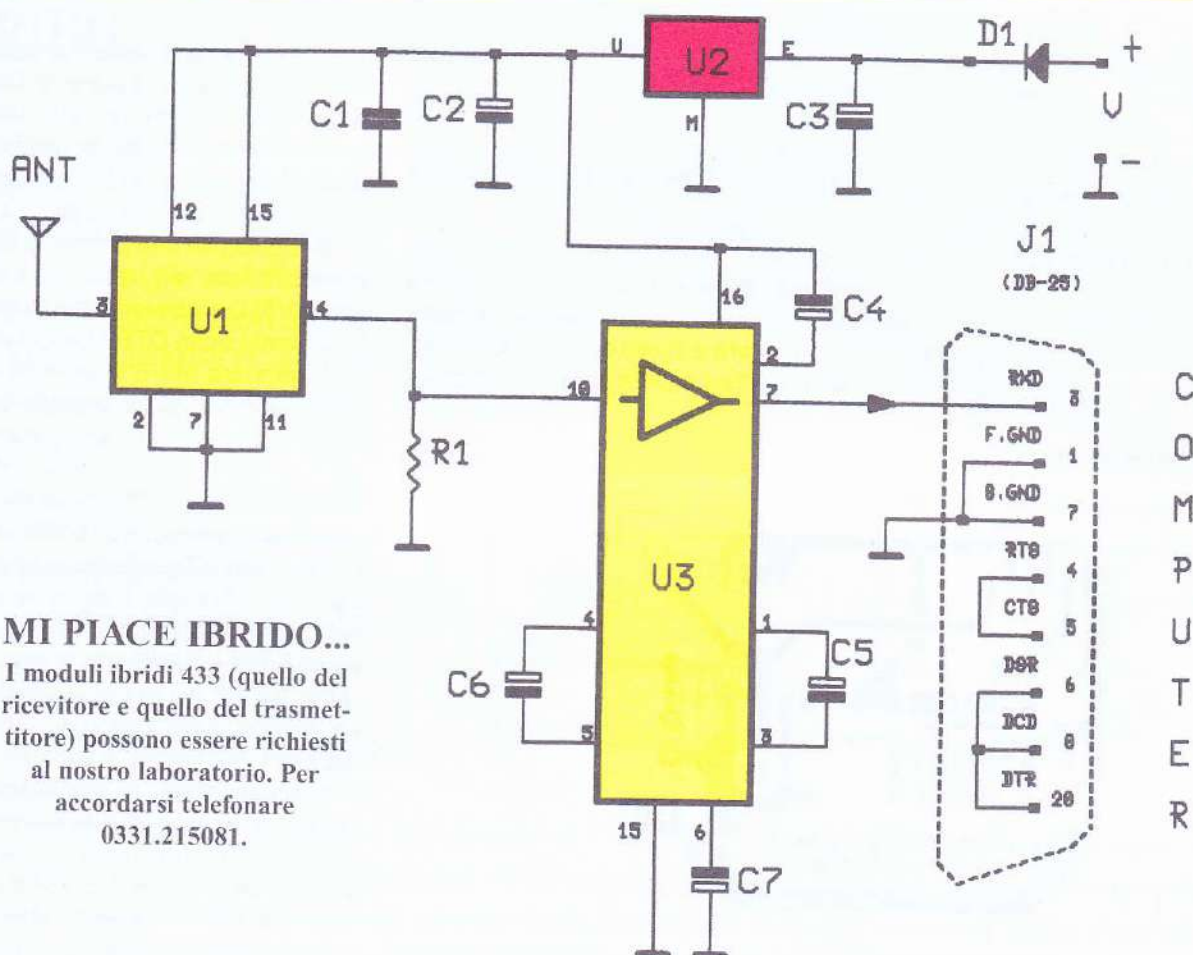 U
U2
E
M
D1
+
V
-
C1
C2
C3
ANT
12
15
3
U1
14
2
7
11
R1
16
C4
2
10
7
U3
4
C6
5
1
C5
3
15
6
C7
J1
(DB-25)
RXD
3
F.GND
1
S.GND
7
RTS
4
CTS
5
DSR
6
DCD
8
DTR
20
COMPUTER
MI PIACE IBRIDO...
I moduli ibridi 433 (quello del
ricevitore e quello del trasmet-
titore) possono essere richiesti
al nostro laboratorio. Per
accordarsi telefonare
0331.215081.